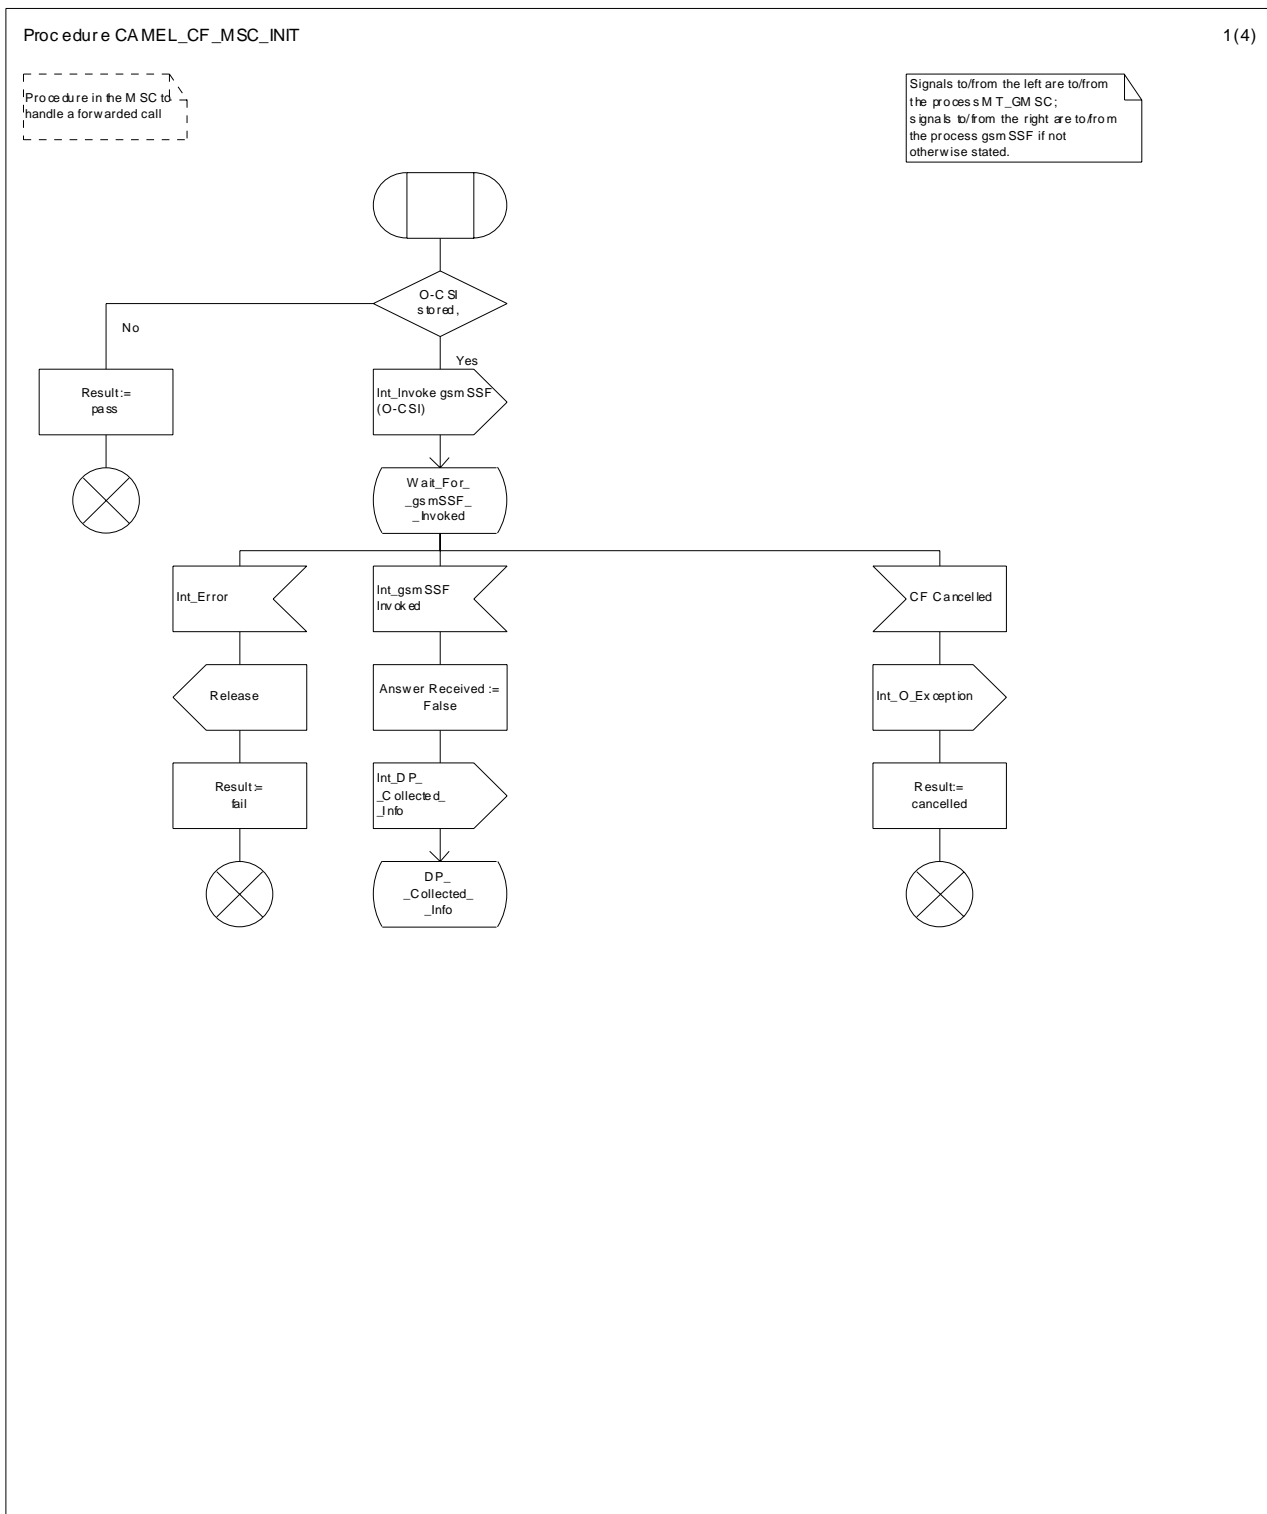 Procedure CAMEL_CF_MSC_INIT
1(4)
Procedure in the MSC to
handle a forwarded call
Signals to/from the left are to/from
the process MT_GMSC;
signals to/from the right are to/from
the process gsmSSF if not
otherwise stated.
O-CSI
stored,
No
Yes
Result:=
pass
Int_Invoke gsmSSF
(O-CSI)
Wait_For_
_gsmSSF_
_Invoked
Int_Error
Int_gsmSSF
Invoked
CF Cancelled
Release
Answer Received :=
False
Int_O_Exception
Result:=
fail
Int_DP_
_Collected_
_Info
Result:=
cancelled
DP_
_Collected_
_Info